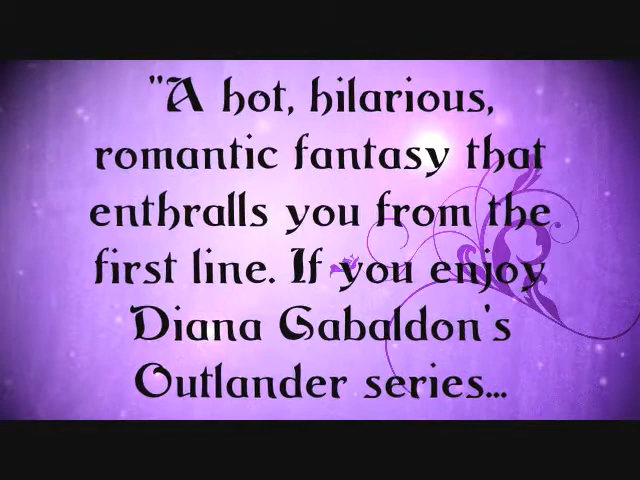 "A hot, hilarious,
romantic fantasy that
enthralls you from the
first line. If you enjoy
Diana Gabaldon's
Outlander series...